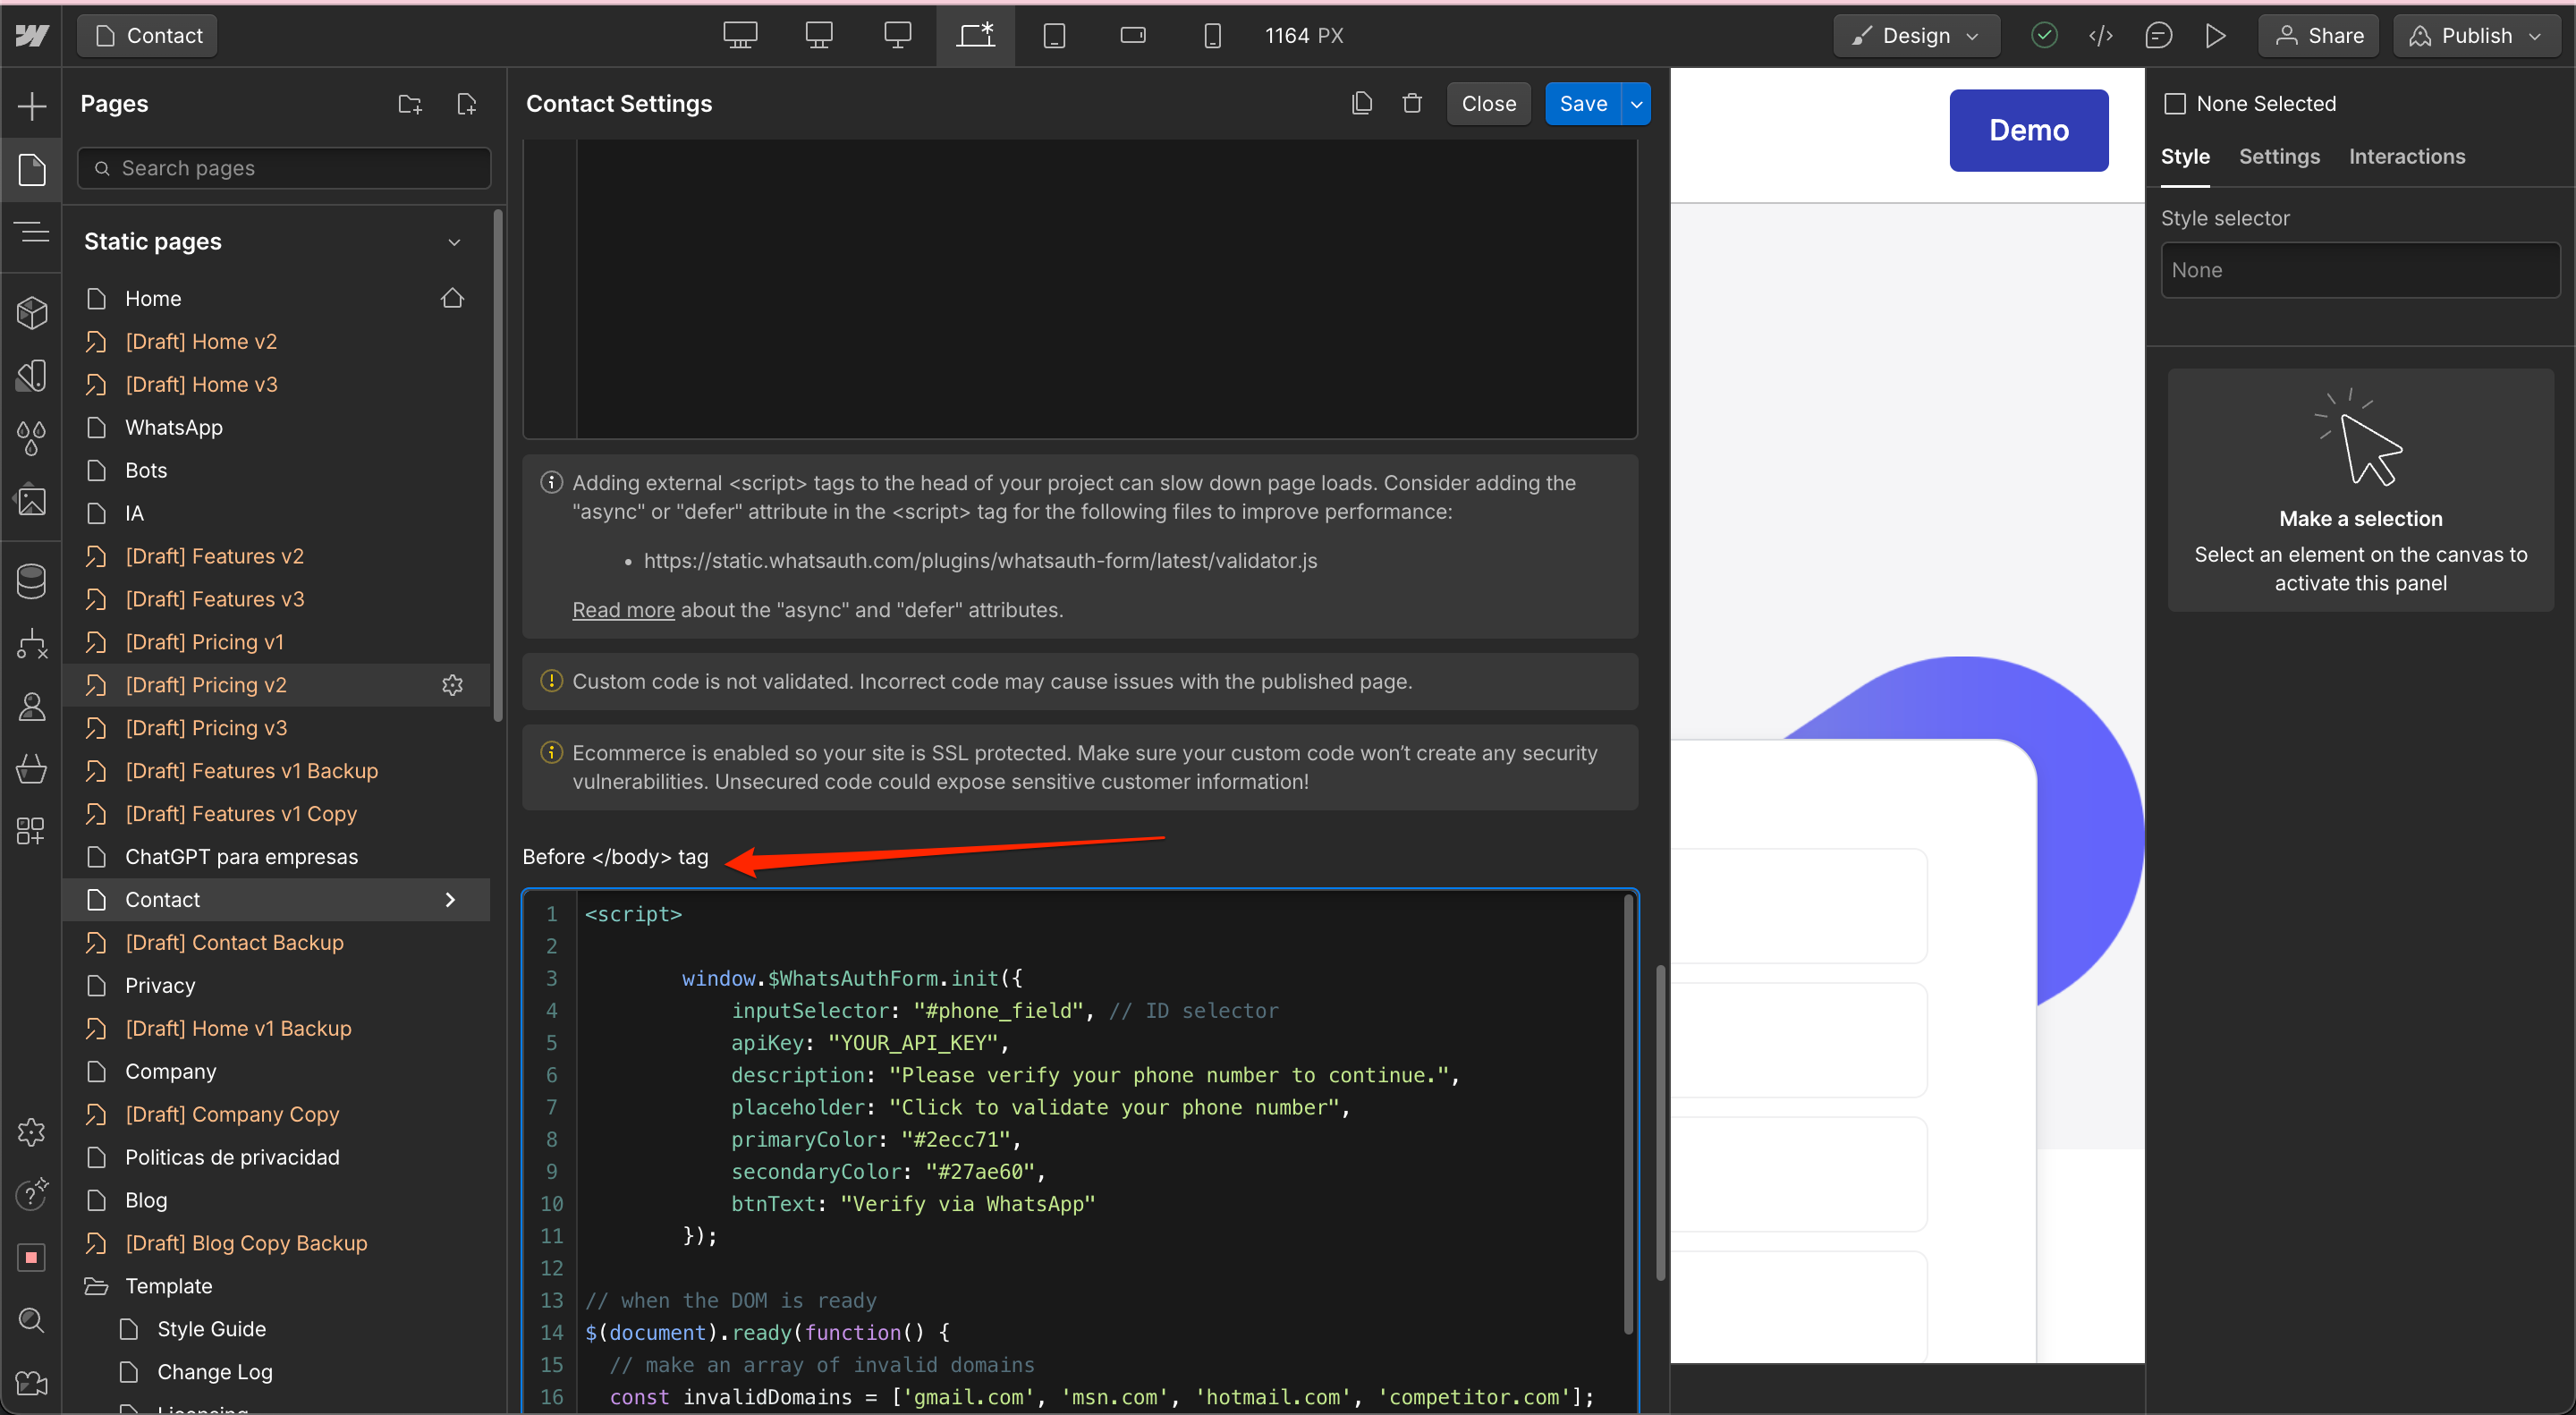 Contact
1164 PX
Design
Share
Publish
Pages
Search pages
Static pages
Home
[Draft] Home v2
[Draft] Home v3
WhatsApp
Bots
IA
[Draft] Features v2
[Draft] Features v3
[Draft] Pricing v1
[Draft] Pricing v2
[Draft] Pricing v3
[Draft] Features v1 Backup
[Draft] Features v1 Copy
ChatGPT para empresas
Contact
[Draft] Contact Backup
Privacy
[Draft] Home v1 Backup
Company
[Draft] Company Copy
Politicas de privacidad
Blog
[Draft] Blog Copy Backup
Template
Style Guide
Change Log
Licensing
Contact Settings
Close
Save
Adding external <script> tags to the head of your project can slow down page loads. Consider adding the
"async" or "defer" attribute in the <script> tag for the following files to improve performance:
• https://static.whatsauth.com/plugins/whatsauth-form/latest/validator.js
Read more about the "async" and "defer" attributes.
Custom code is not validated. Incorrect code may cause issues with the published page.
Ecommerce is enabled so your site is SSL protected. Make sure your custom code won’t create any security
vulnerabilities. Unsecured code could expose sensitive customer information!
Before </body> tag
1 <script>
2
3 window.$WhatsAuthForm.init({
4 inputSelector: "#phone_field", // ID selector
5 apiKey: "YOUR_API_KEY",
6 description: "Please verify your phone number to continue.",
7 placeholder: "Click to validate your phone number",
8 primaryColor: "#2ecc71",
9 secondaryColor: "#27ae60",
10 btnText: "Verify via WhatsApp"
11 });
12
13 // when the DOM is ready
14 $(document).ready(function() {
15 // make an array of invalid domains
16 const invalidDomains = ['gmail.com', 'msn.com', 'hotmail.com', 'competitor.com'];
Demo
None Selected
Style
Settings
Interactions
Style selector
None
Make a selection
Select an element on the canvas to
activate this panel